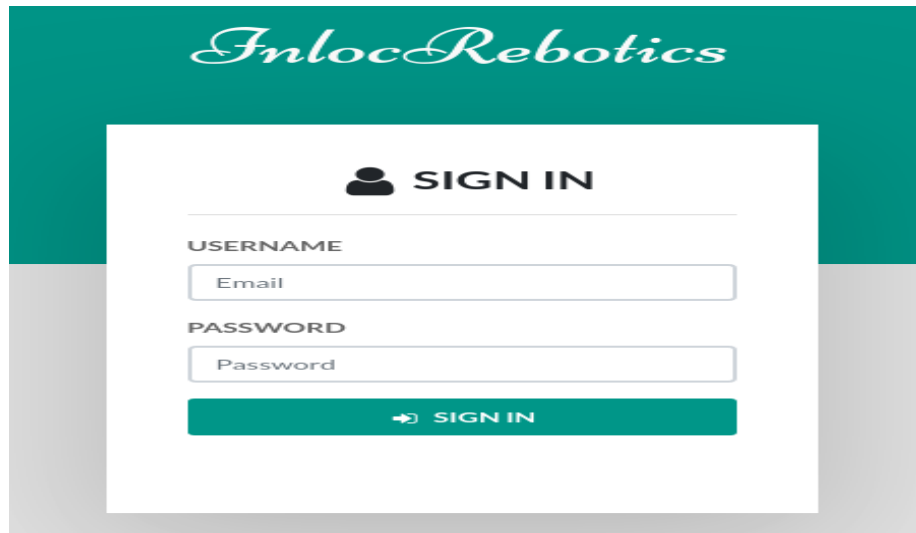 InlocRebotics
SIGN IN
USERNAME
Email
PASSWORD
Password
SIGN IN